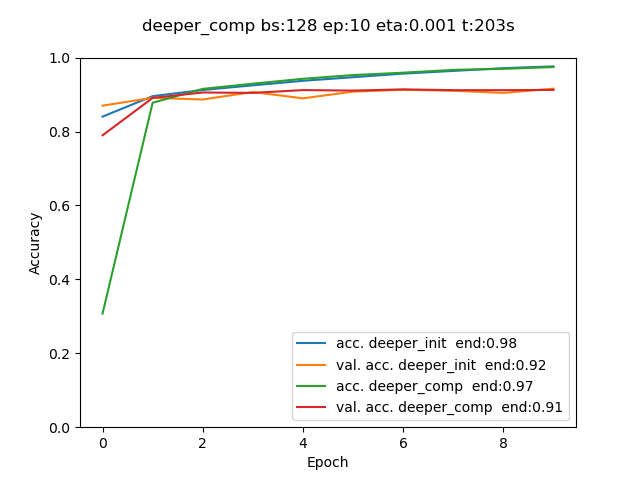 deeper_comp bs:128 ep:10 eta:0.001 t:203s
1.0
0.8
0.6
0.4
0.2
0.0
Accuracy
acc. deeper_init  end:0.98
val. acc. deeper_init  end:0.92
acc. deeper_comp  end:0.97
val. acc. deeper_comp  end:0.91
0 2 4 6 8
Epoch